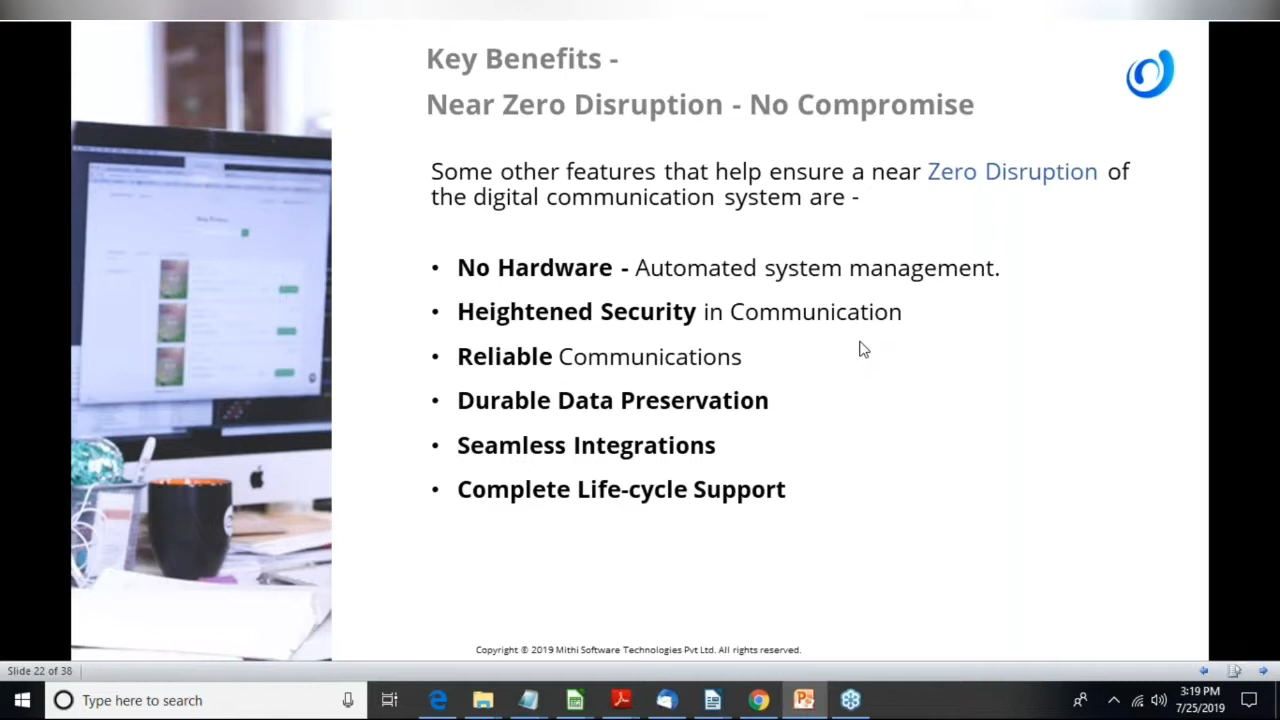 Key Benefits -
Near Zero Disruption - No Compromise
Some other features that help ensure a near Zero Disruption of
the digital communication system are -
• No Hardware - Automated system management.
• Heightened Security in Communication
• Reliable Communications
• Durable Data Preservation
• Seamless Integrations
• Complete Life-cycle Support
Copyright © 2019 Mithi Software Technologies Pvt Ltd. All rights reserved.
Slide 22 of 38
Type here to search
3:19 PM
7/25/2019